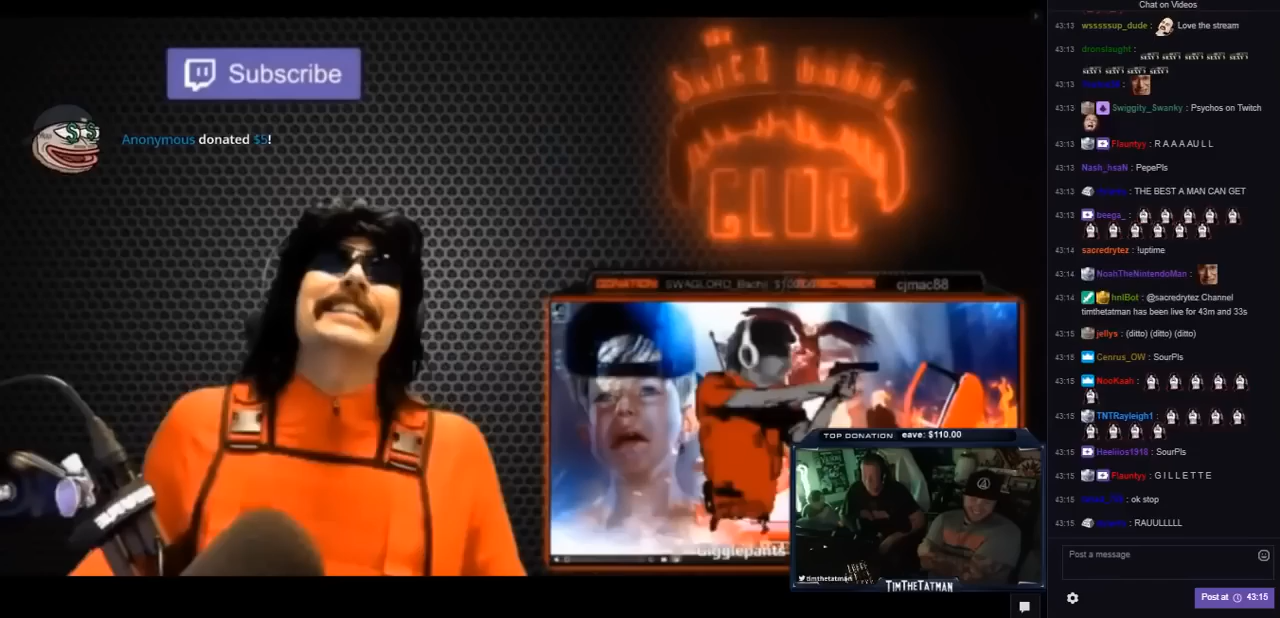 Subscribe
Anonymous donated $5!
CLUB
DONATION
cjmac88
Gigglepants
TOP DONATION
eave: $110.00
timthetatman
TIMTHETATMAN
Chat on Videos
43:13 wsssssup_dude: Love the stream
43:13 dronslaught:
43:13
43:13 Swiggity_Swanky: Psychos on Twitch
43:13 Flauntyy: R A A A A U L L
43:13 Nash_hsaN: PepePls
43:13 : THE BEST A MAN CAN GET
43:13 beega_:
43:14 sacredrytez: !uptime
43:14 NoahTheNintendoMan:
43:14 hnlBot: @sacredrytez Channel
timthetatman has been live for 43m and 33s
43:15 jellys: (ditto) (ditto) (ditto)
43:15 Cenrus_OW: SourPls
43:15 NooKaah:
43:15 TNTRayleigh1:
43:15 Heeiiios1918: SourPls
43:15 Flauntyy: G I L L E T T E
43:15 : ok stop
43:15 : RAUULLLLL
Post a message
Post at 43:15